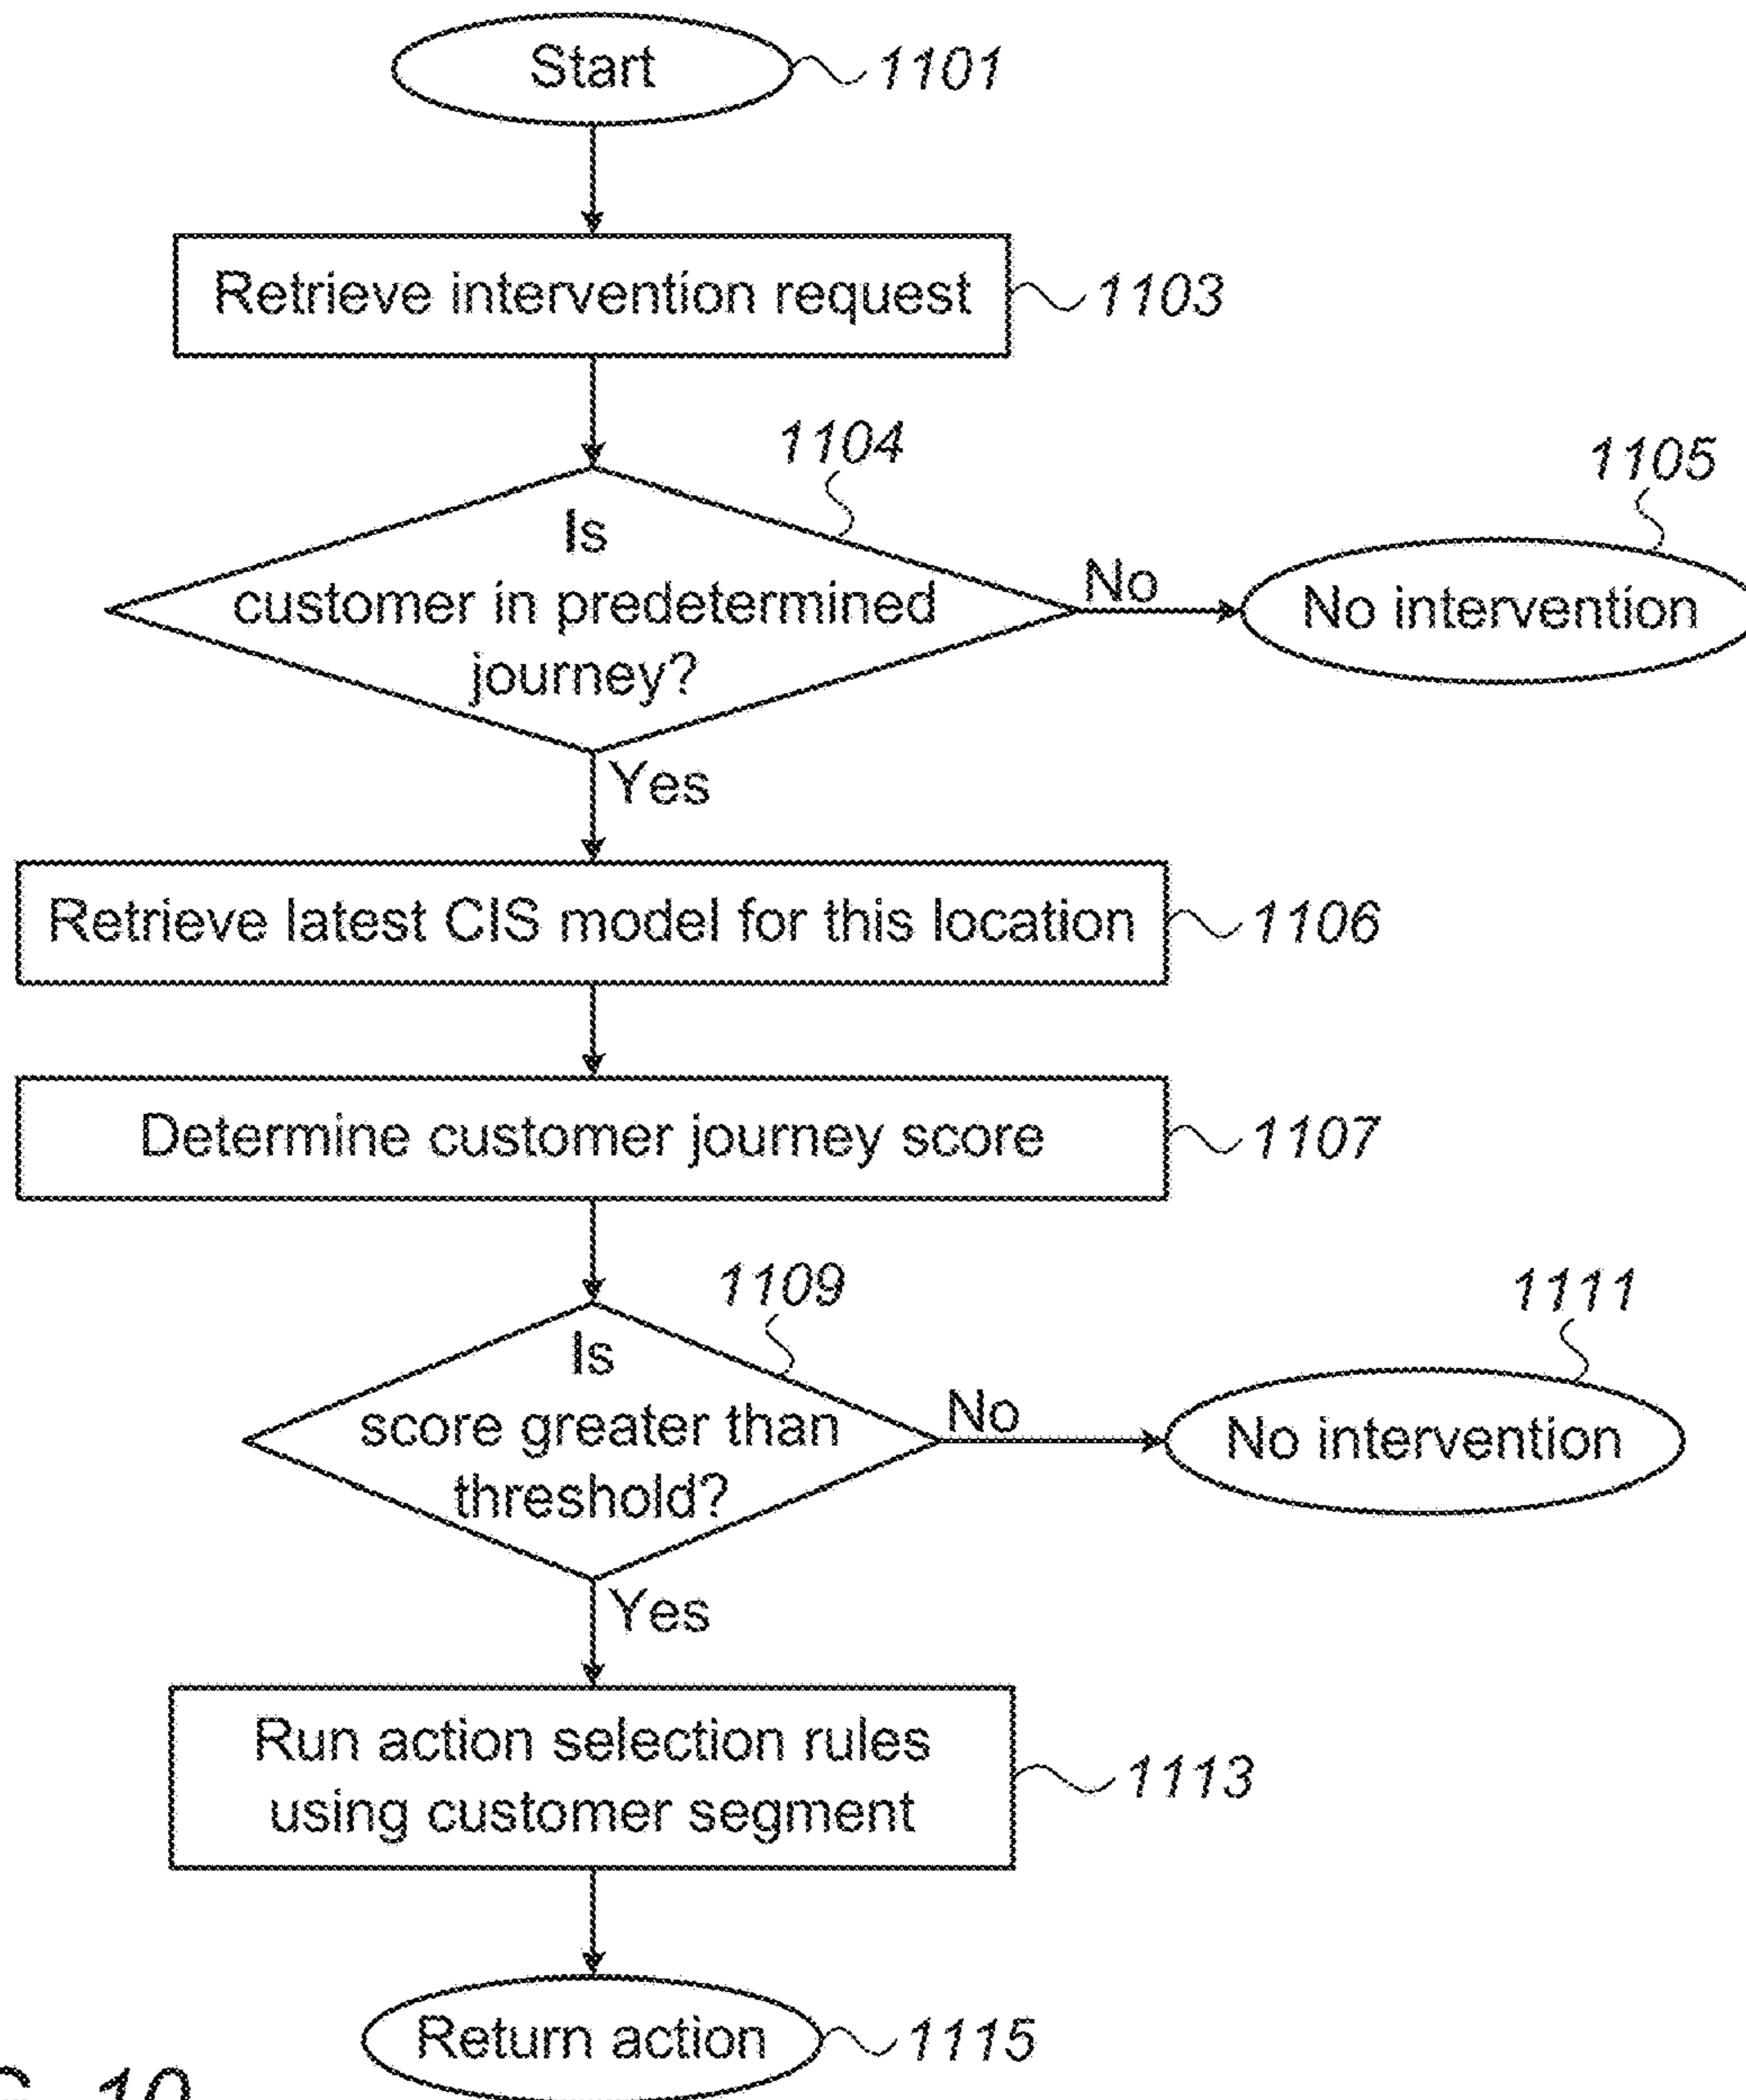 Start
1101
Retrieve intervention request
1103
1104
1105
Is
customer in predetermined
journey?
No
No intervention
Yes
Retrieve latest CIS model for this location
1106
Determine customer journey score
1107
1109
1111
Is
score greater than
threshold?
No
No intervention
Yes
Run action selection rules
using customer segment
1113
Return action
1115
10